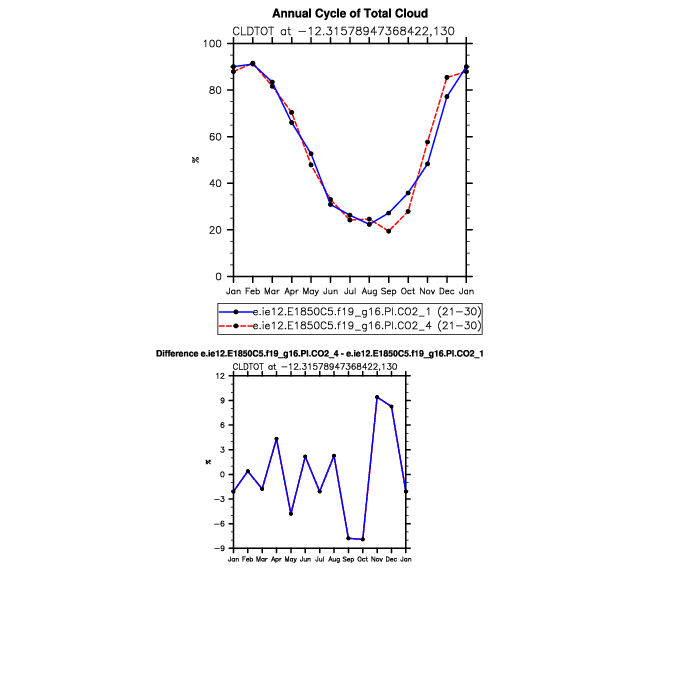 Annual Cycle of Total Cloud
CLDTOT at −12.31578947368422,130
100
80
60
40
20
0
%
Jan Feb Mar Apr May Jun Jul Aug Sep Oct Nov Dec Jan
e.ie12.E1850C5.f19_g16.PI.CO2_1 (21−30)
e.ie12.E1850C5.f19_g16.PI.CO2_4 (21−30)
Difference e.ie12.E1850C5.f19_g16.PI.CO2_4 - e.ie12.E1850C5.f19_g16.PI.CO2_1
CLDTOT at −12.31578947368422,130
12
9
6
3
0
−3
−6
−9
%
Jan Feb Mar Apr May Jun Jul Aug Sep Oct Nov Dec Jan